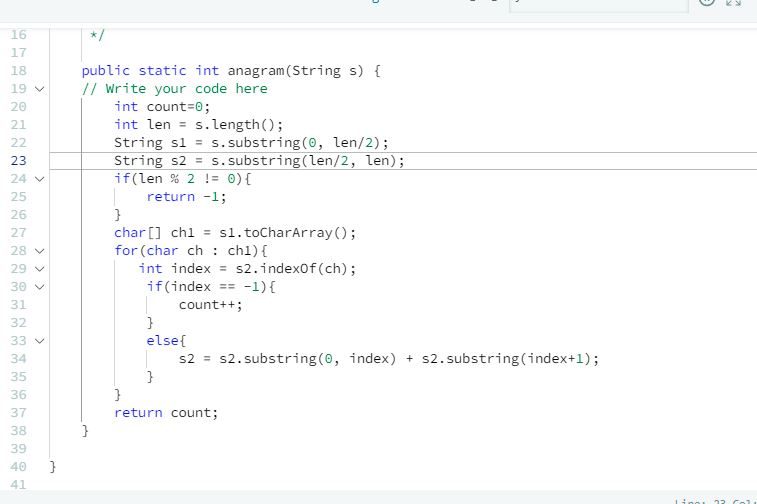 16 */
17
18 public static int anagram(String s) {
19 // Write your code here
20 int count=0;
21 int len = s.length();
22 String s1 = s.substring(0, len/2);
23 String s2 = s.substring(len/2, len);
24 if(len % 2 != 0){
25 return -1;
26 }
27 char[] ch1 = s1.toCharArray();
28 for(char ch : ch1){
29 int index = s2.indexOf(ch);
30 if(index == -1){
31 count++;
32 }
33 else{
34 s2 = s2.substring(0, index) + s2.substring(index+1);
35 }
36 }
37 return count;
38 }
39
40 }
41